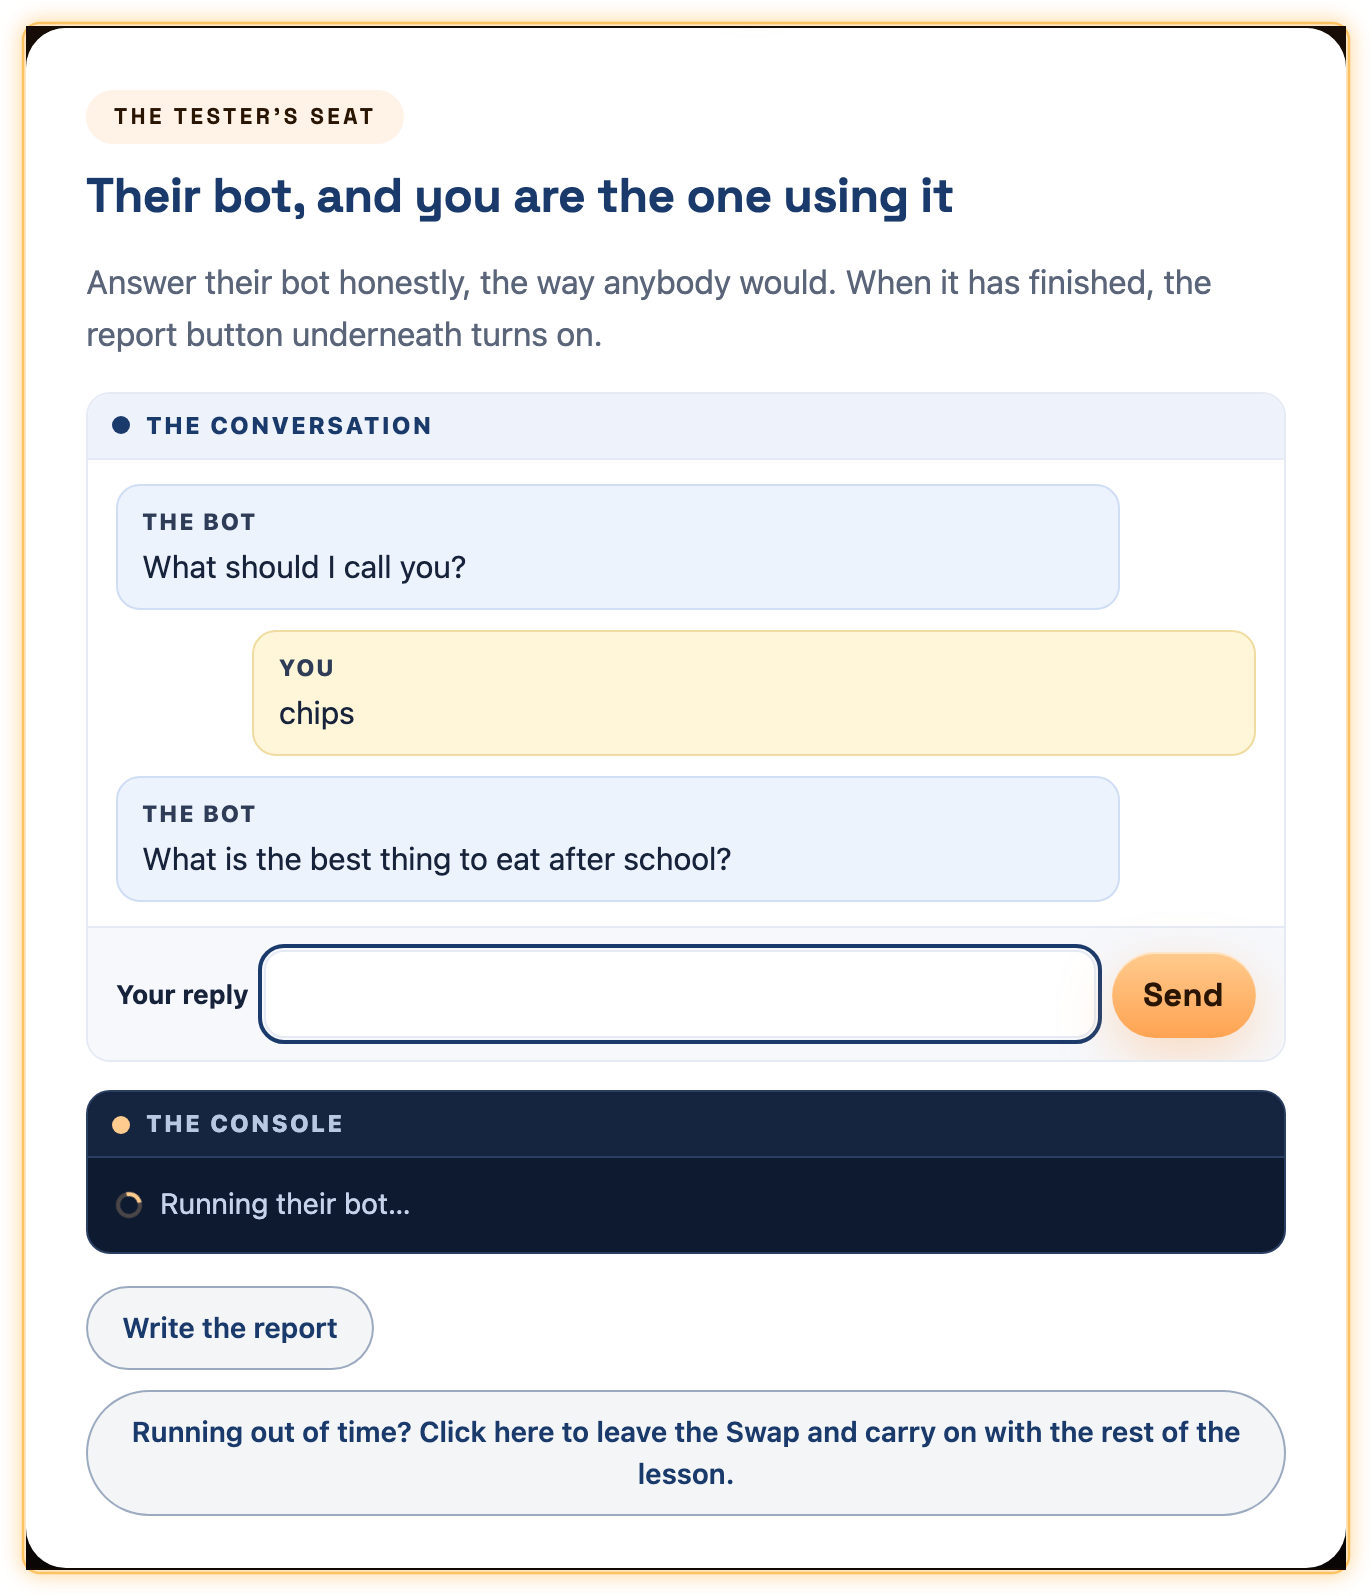 THE TESTER’S SEAT
Their bot, and you are the one using it
Answer their bot honestly, the way anybody would. When it has finished, the
report button underneath turns on.
THE CONVERSATION
THE BOT
What should I call you?
YOU
chips
THE BOT
What is the best thing to eat after school?
Your reply
Send
THE CONSOLE
Running their bot...
Write the report
Running out of time? Click here to leave the Swap and carry on with the rest of the
lesson.